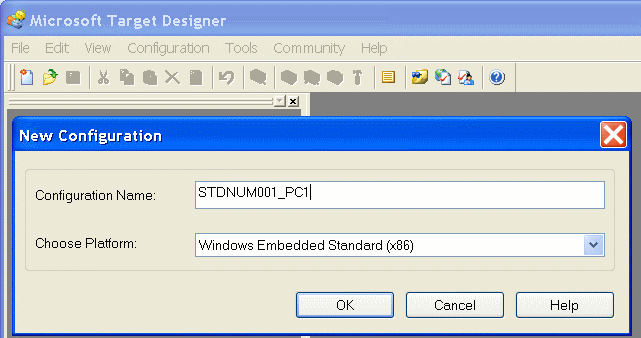 Microsoft Target Designer
File Edit View Configuration Tools Community Help
New Configuration
Configuration Name: STDNUM001_PC1
Choose Platform: Windows Embedded Standard (x86)
OK Cancel Help